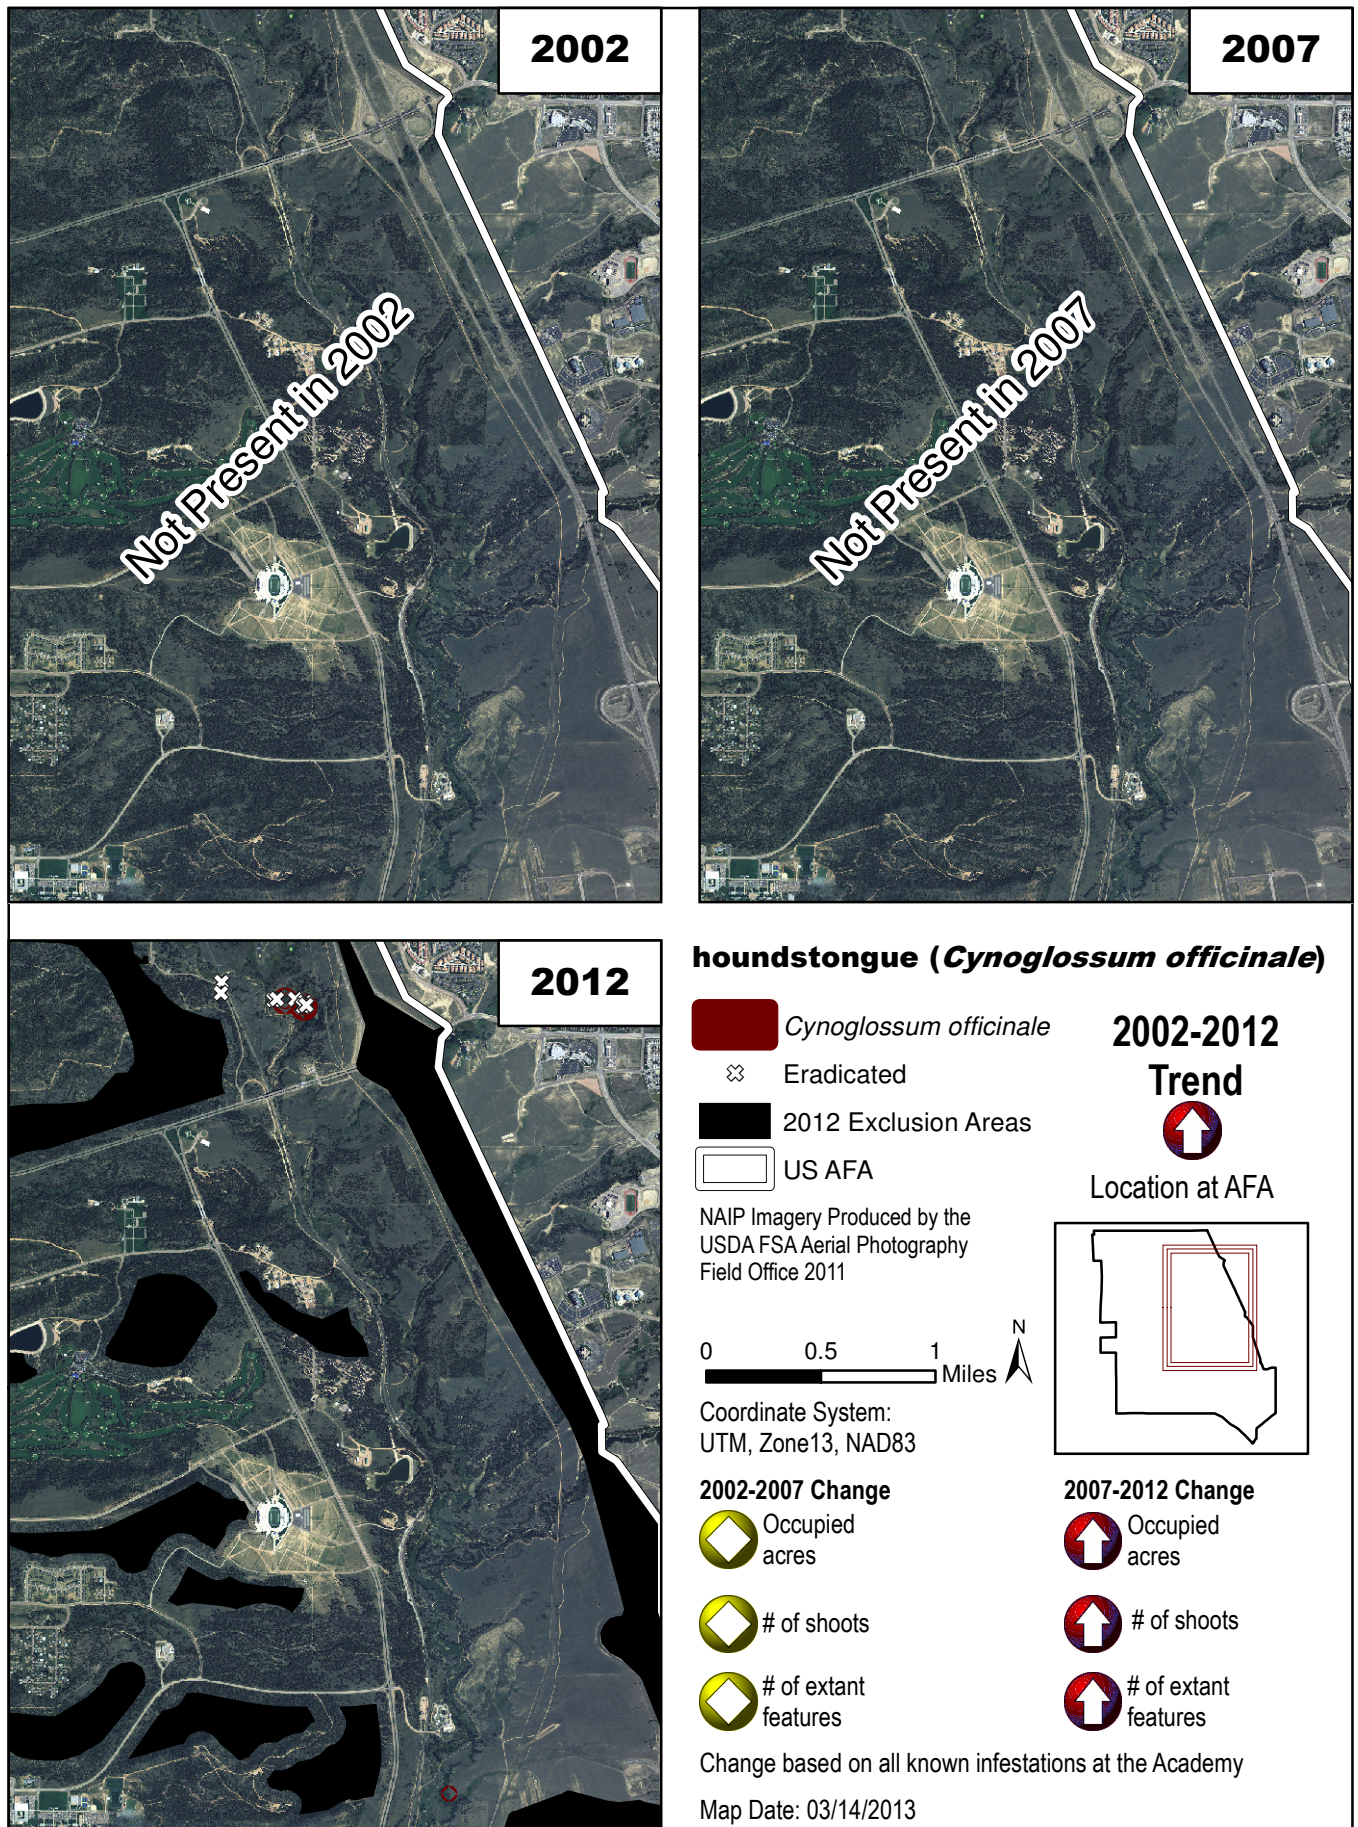 2002
Not Present in 2002
2007
Not Present in 2007
2012
houndstongue (Cynoglossum officinale)
Cynoglossum officinale
Eradicated
2012 Exclusion Areas
US AFA
2002-2012
Trend
Location at AFA
NAIP Imagery Produced by the
USDA FSA Aerial Photography
Field Office 2011
0 0.5 1
Miles
N
Coordinate System:
UTM, Zone13, NAD83
2002-2007 Change
Occupied
acres
# of shoots
# of extant
features
2007-2012 Change
Occupied
acres
# of shoots
# of extant
features
Change based on all known infestations at the Academy
Map Date: 03/14/2013